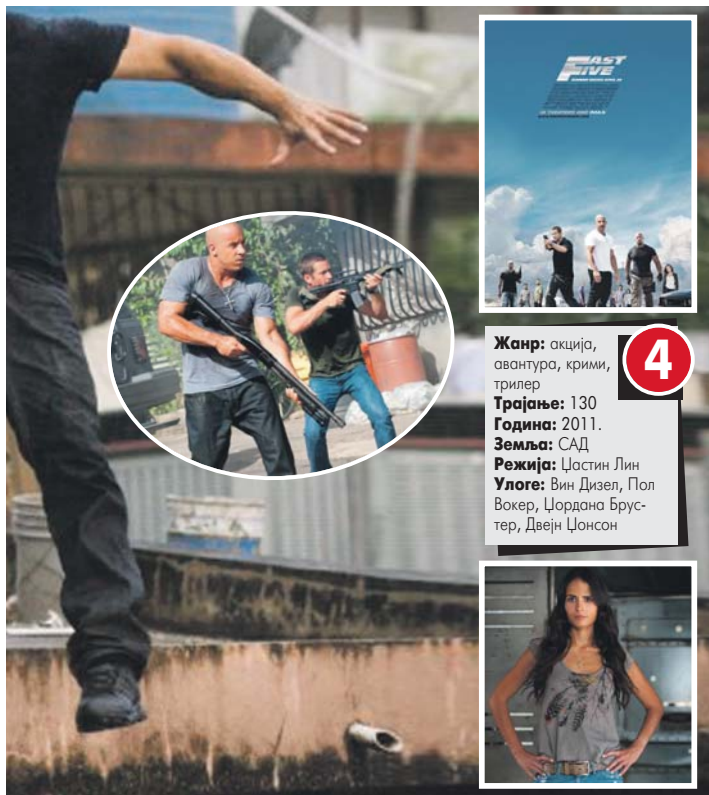 FAST
FIVE
4
Жанр: акција,
авантура, крими,
трилер
Трајање: 130
Година: 2011.
Земља: САД
Режија: Џастин Лин
Улоге: Вин Дизел, Пол
Вокер, Џордана Брус-
тер, Двејн Џонсон